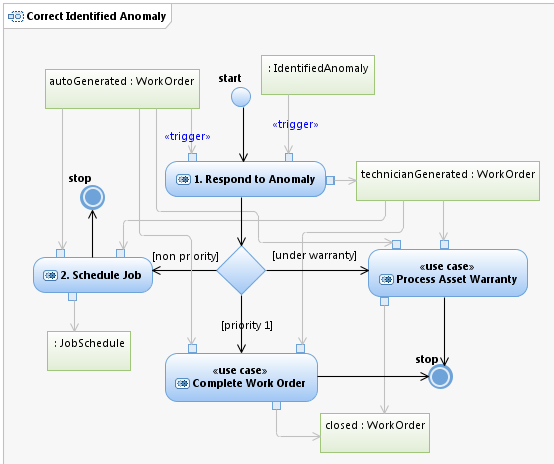 Correct Identified Anomaly
start
: IdentifiedAnomaly
autoGenerated : WorkOrder
«trigger»
«trigger»
1. Respond to Anomaly
technicianGenerated : WorkOrder
stop
[non priority]
[under warranty]
2. Schedule Job
«use case»
Process Asset Warranty
[priority 1]
: JobSchedule
«use case»
Complete Work Order
stop
closed : WorkOrder